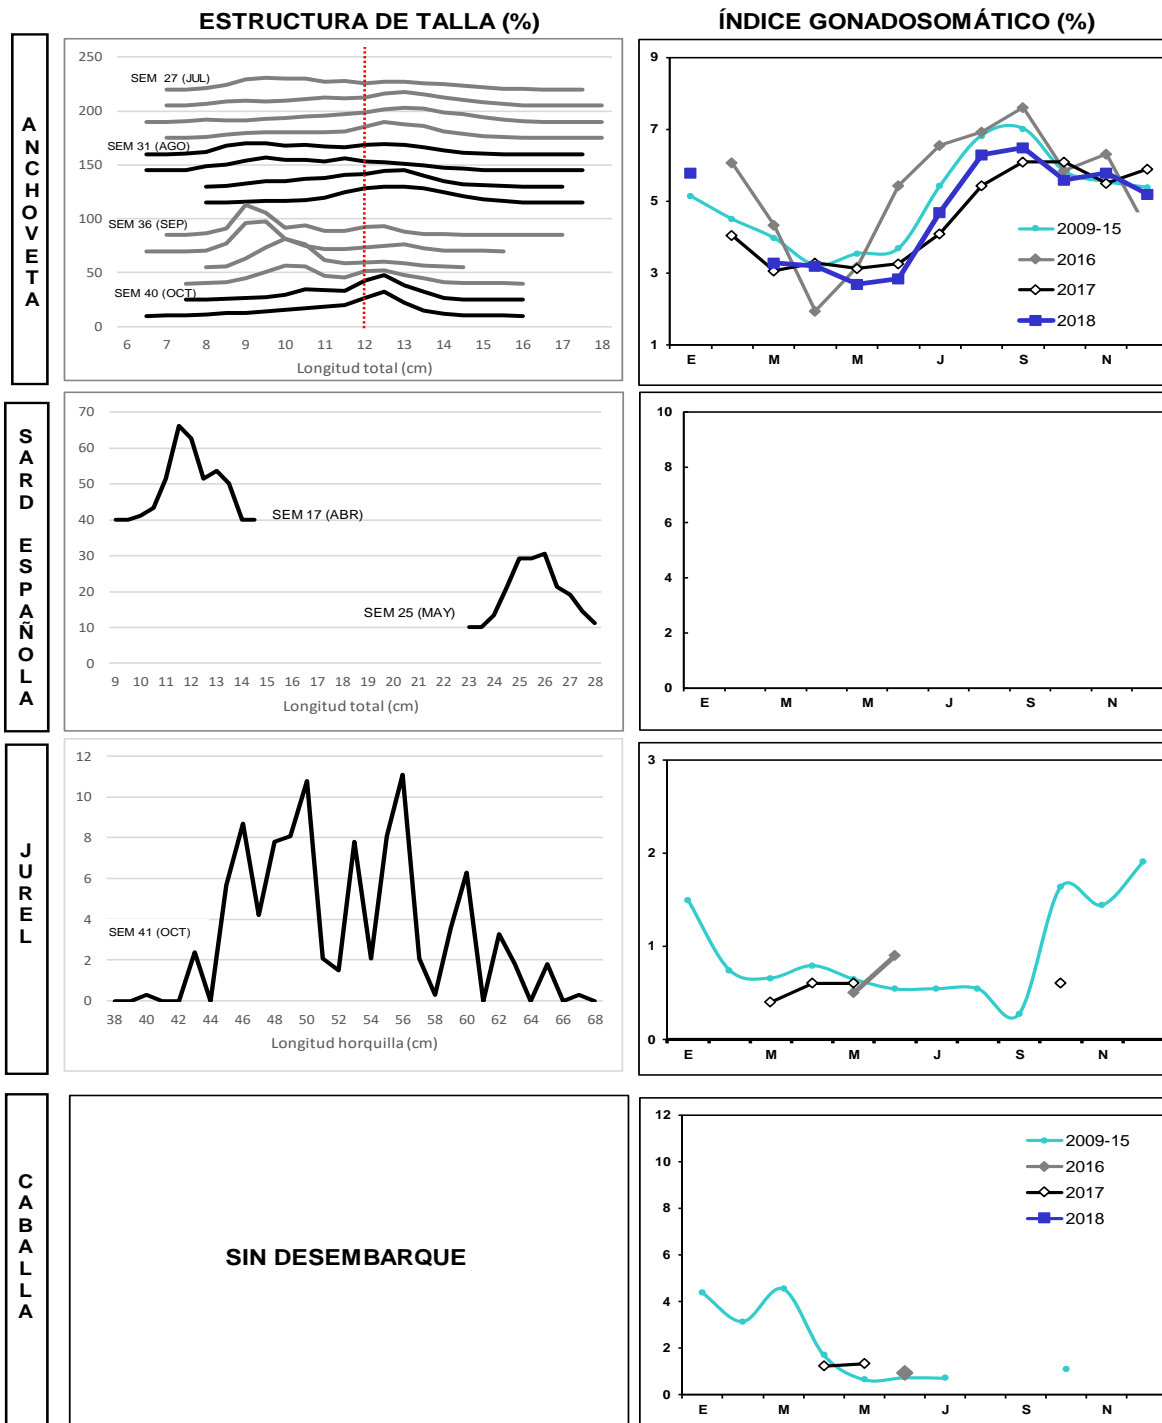 ESTRUCTURA DE TALLA (%)
ÍNDICE GONADOSOMÁTICO (%)
ANCHOVETA
250
200
150
100
50
0
SEM 27 (JUL)
SEM 31 (AGO)
SEM 36 (SEP)
SEM 40 (OCT)
6 7 8 9 10 11 12 13 14 15 16 17 18
Longitud total (cm)
9
7
5
3
1
2009-15
2016
2017
2018
E M M J S N
SARD ESPAÑOLA
70
60
50
40
30
20
10
0
SEM 17 (ABR)
SEM 25 (MAY)
9 10 11 12 13 14 15 16 17 18 19 20 21 22 23 24 25 26 27 28
Longitud total (cm)
10
8
6
4
2
0
E M M J S N
JUREL
12
10
8
6
4
2
0
SEM 41 (OCT)
38 40 42 44 46 48 50 52 54 56 58 60 62 64 66 68
Longitud horquilla (cm)
3
2
1
0
E M M J S N
CABALLA
SIN DESEMBARQUE
12
10
8
6
4
2
0
2009-15
2016
2017
2018
E M M J S N